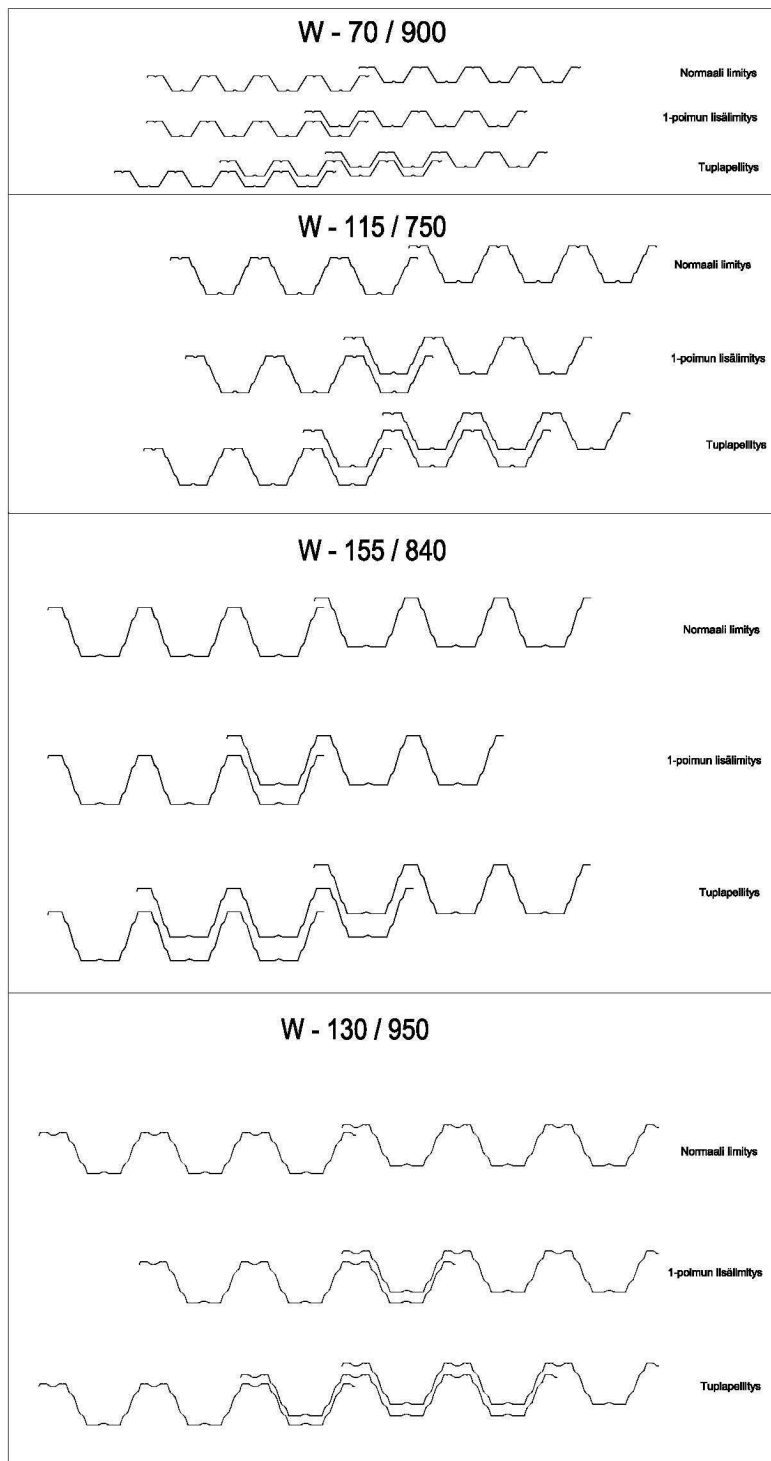 W - 70 / 900
Normaali limitys
1-poimun lisälimitys
Tuplapellitys
W - 115 / 750
Normaali limitys
1-poimun lisälimitys
Tuplapellitys
W - 155 / 840
Normaali limitys
1-poimun lisälimitys
Tuplapellitys
W - 130 / 950
Normaali limitys
1-poimun lisälimitys
Tuplapellitys